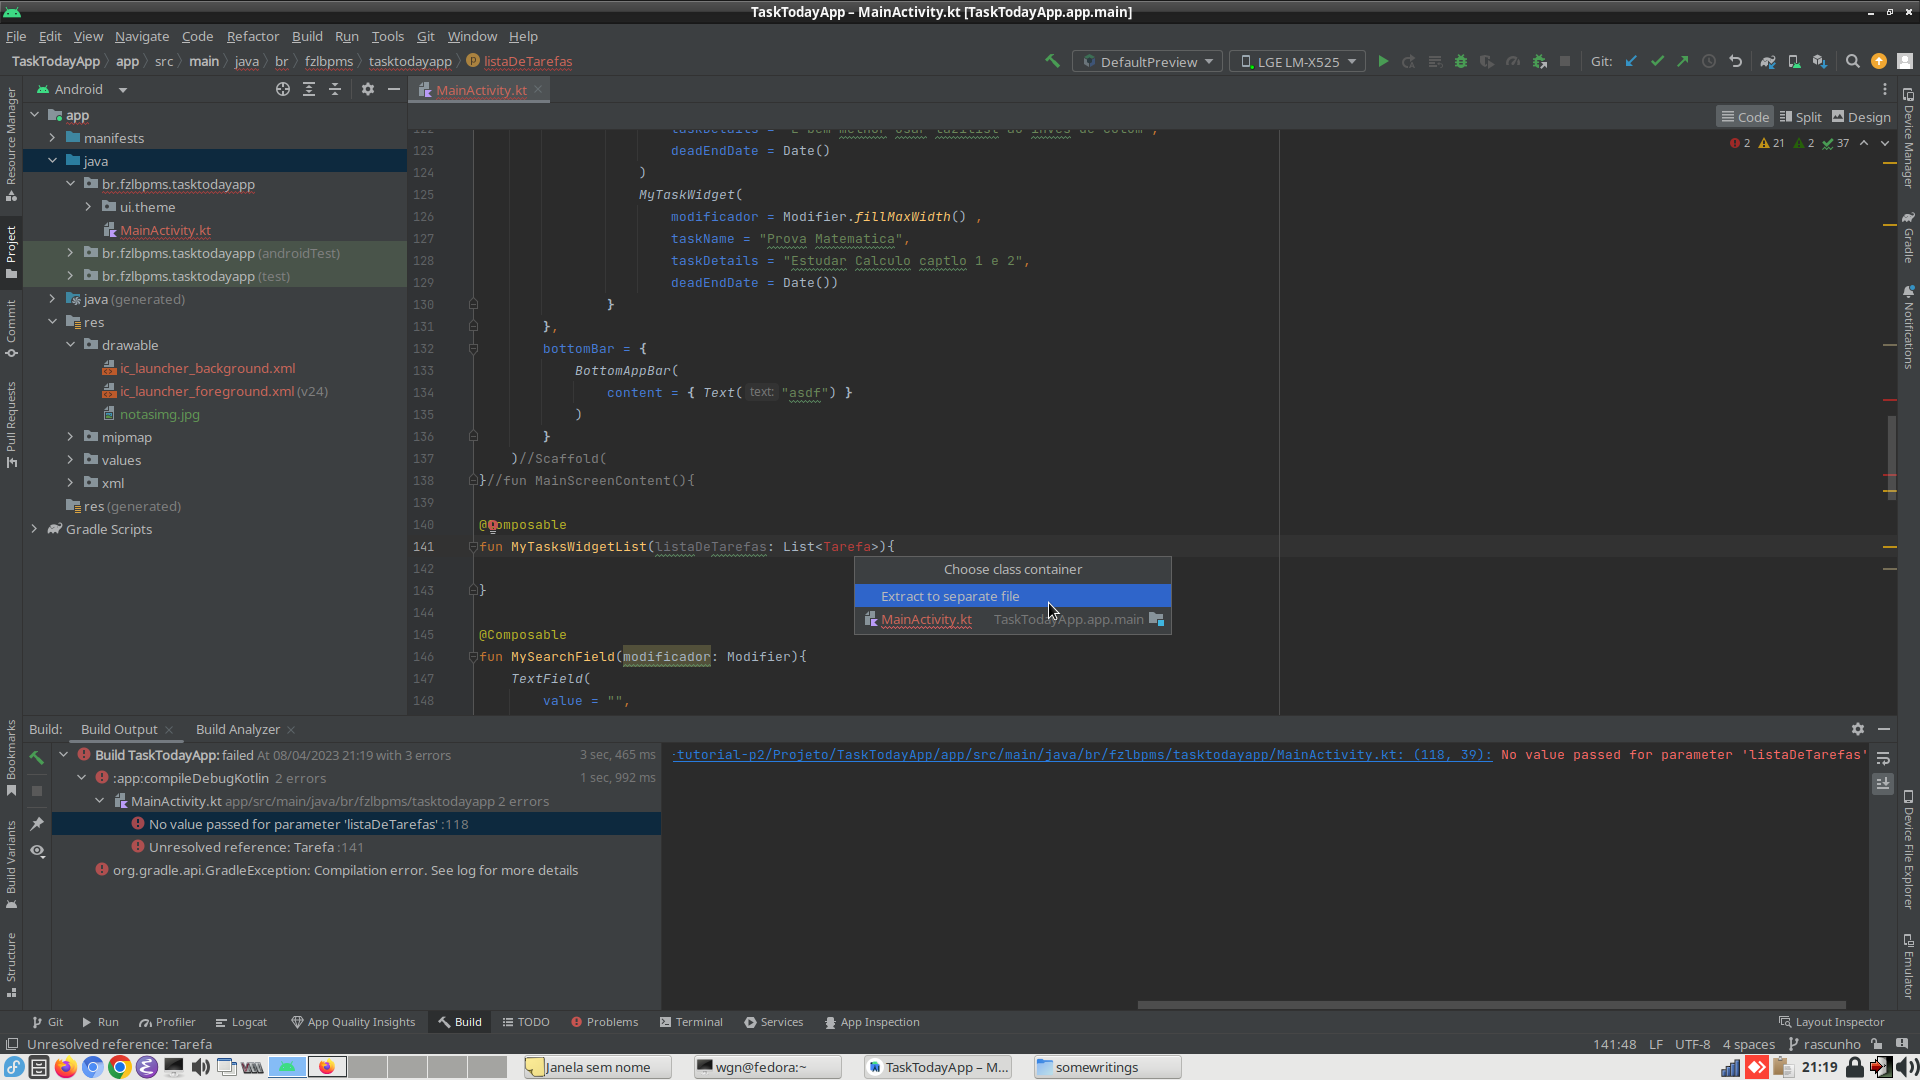 TaskTodayApp – MainActivity.kt [TaskTodayApp.app.main]
File Edit View Navigate Code Refactor Build Run Tools Git Window Help
TaskTodayApp app src main java br fzlbpms tasktodayapp listaDeTarefas DefaultPreview LGE LM-X525 Git:
Android MainActivity.kt
Code Split Design
app
manifests
java
br.fzlbpms.tasktodayapp
ui.theme
MainActivity.kt
br.fzlbpms.tasktodayapp (androidTest)
br.fzlbpms.tasktodayapp (test)
java (generated)
res
drawable
ic_launcher_background.xml
ic_launcher_foreground.xml (v24)
notasimg.jpg
mipmap
values
xml
res (generated)
Gradle Scripts
2 21 2 37
123 deadEndDate = Date()
124 )
125 MyTaskWidget(
126 modificador = Modifier.fillMaxWidth() ,
127 taskName = "Prova Matematica",
128 taskDetails = "Estudar Calculo captlo 1 e 2",
129 deadEndDate = Date())
130 }
131 },
132 bottomBar = {
133 BottomAppBar(
134 content = { Text( text: "asdf") }
135 )
136 }
137 )//Scaffold(
138 }//fun MainScreenContent(){
139
140 @Composable
141 fun MyTasksWidgetList(listaDeTarefas: List<Tarefa>){
142
143 }
144
145 @Composable
146 fun MySearchField(modificador: Modifier){
147 TextField(
148 value = "",
Choose class container
Extract to separate file
MainActivity.kt TaskTodayApp.app.main
Resource Manager
Project
Commit
Pull Requests
Bookmarks
Build Variants
Structure
Device Manager
Gradle
Notifications
Device File Explorer
Emulator
Build: Build Output Build Analyzer
Build TaskTodayApp: failed At 08/04/2023 21:19 with 3 errors 3 sec, 465 ms
:app:compileDebugKotlin 2 errors 1 sec, 992 ms
MainActivity.kt app/src/main/java/br/fzlbpms/tasktodayapp 2 errors
No value passed for parameter 'listaDeTarefas' :118
Unresolved reference: Tarefa :141
org.gradle.api.GradleException: Compilation error. See log for more details
-tutorial-p2/Projeto/TaskTodayApp/app/src/main/java/br/fzlbpms/tasktodayapp/MainActivity.kt: (118, 39): No value passed for parameter 'listaDeTarefas'
Git Run Profiler Logcat App Quality Insights Build TODO Problems Terminal Services App Inspection Layout Inspector
Unresolved reference: Tarefa 141:48 LF UTF-8 4 spaces rascunho
Janela sem nome wgn@fedora:~ TaskTodayApp – M... somewritings 21:19